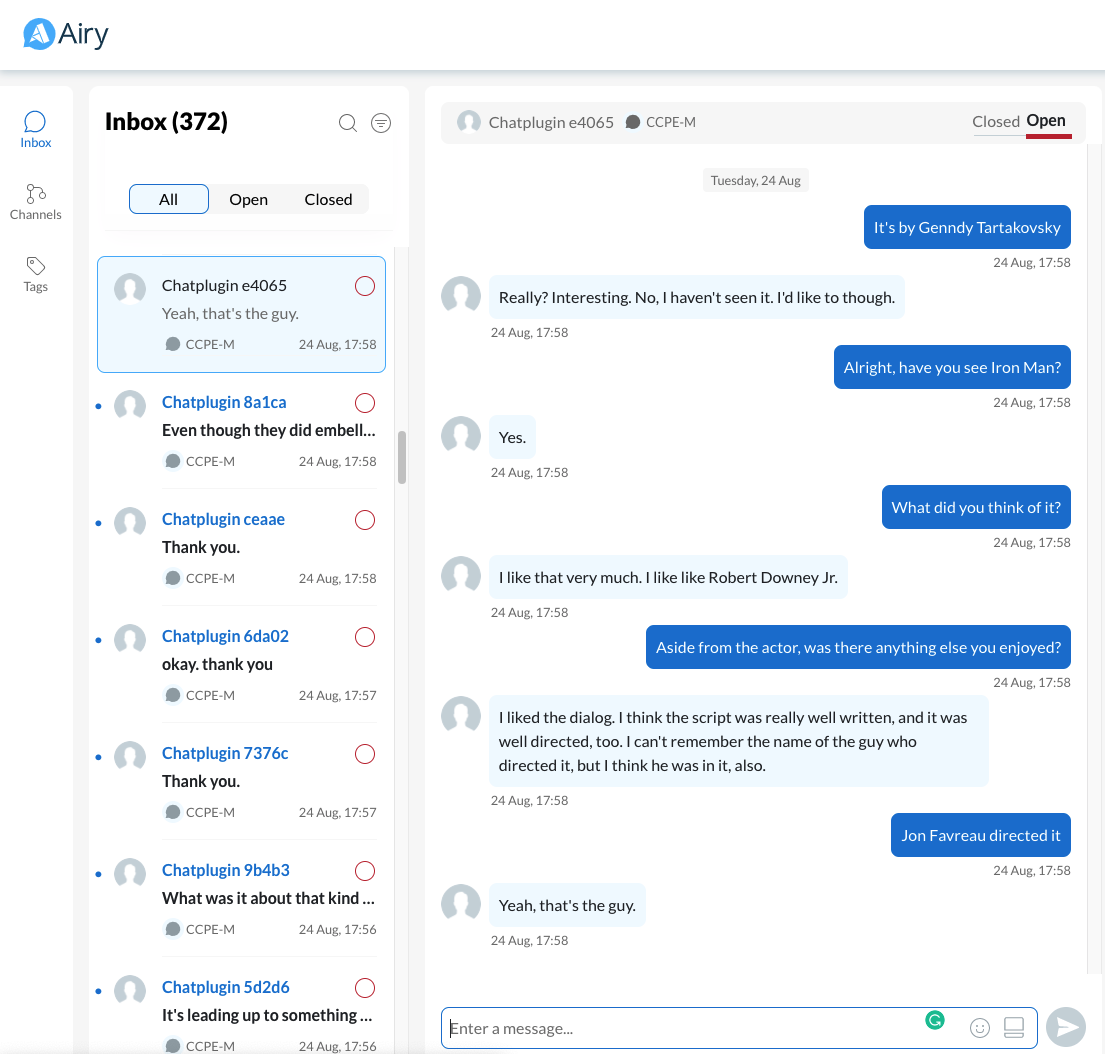 Airy
Inbox
Channels
Tags
Inbox (372)
All Open Closed
Chatplugin e4065
Yeah, that's the guy.
CCPE-M 24 Aug, 17:58
Chatplugin 8a1ca
Even though they did embell...
CCPE-M 24 Aug, 17:58
Chatplugin ceaae
Thank you.
CCPE-M 24 Aug, 17:58
Chatplugin 6da02
okay. thank you
CCPE-M 24 Aug, 17:57
Chatplugin 7376c
Thank you.
CCPE-M 24 Aug, 17:57
Chatplugin 9b4b3
What was it about that kind ...
CCPE-M 24 Aug, 17:56
Chatplugin 5d2d6
It's leading up to something ...
CCPE-M 24 Aug, 17:56
Chatplugin e4065 CCPE-M Closed Open
Tuesday, 24 Aug
It's by Genndy Tartakovsky
24 Aug, 17:58
Really? Interesting. No, I haven't seen it. I'd like to though.
24 Aug, 17:58
Alright, have you see Iron Man?
24 Aug, 17:58
Yes.
24 Aug, 17:58
What did you think of it?
24 Aug, 17:58
I like that very much. I like like Robert Downey Jr.
24 Aug, 17:58
Aside from the actor, was there anything else you enjoyed?
24 Aug, 17:58
I liked the dialog. I think the script was really well written, and it was
well directed, too. I can't remember the name of the guy who
directed it, but I think he was in it, also.
24 Aug, 17:58
Jon Favreau directed it
24 Aug, 17:58
Yeah, that's the guy.
24 Aug, 17:58
Enter a message...